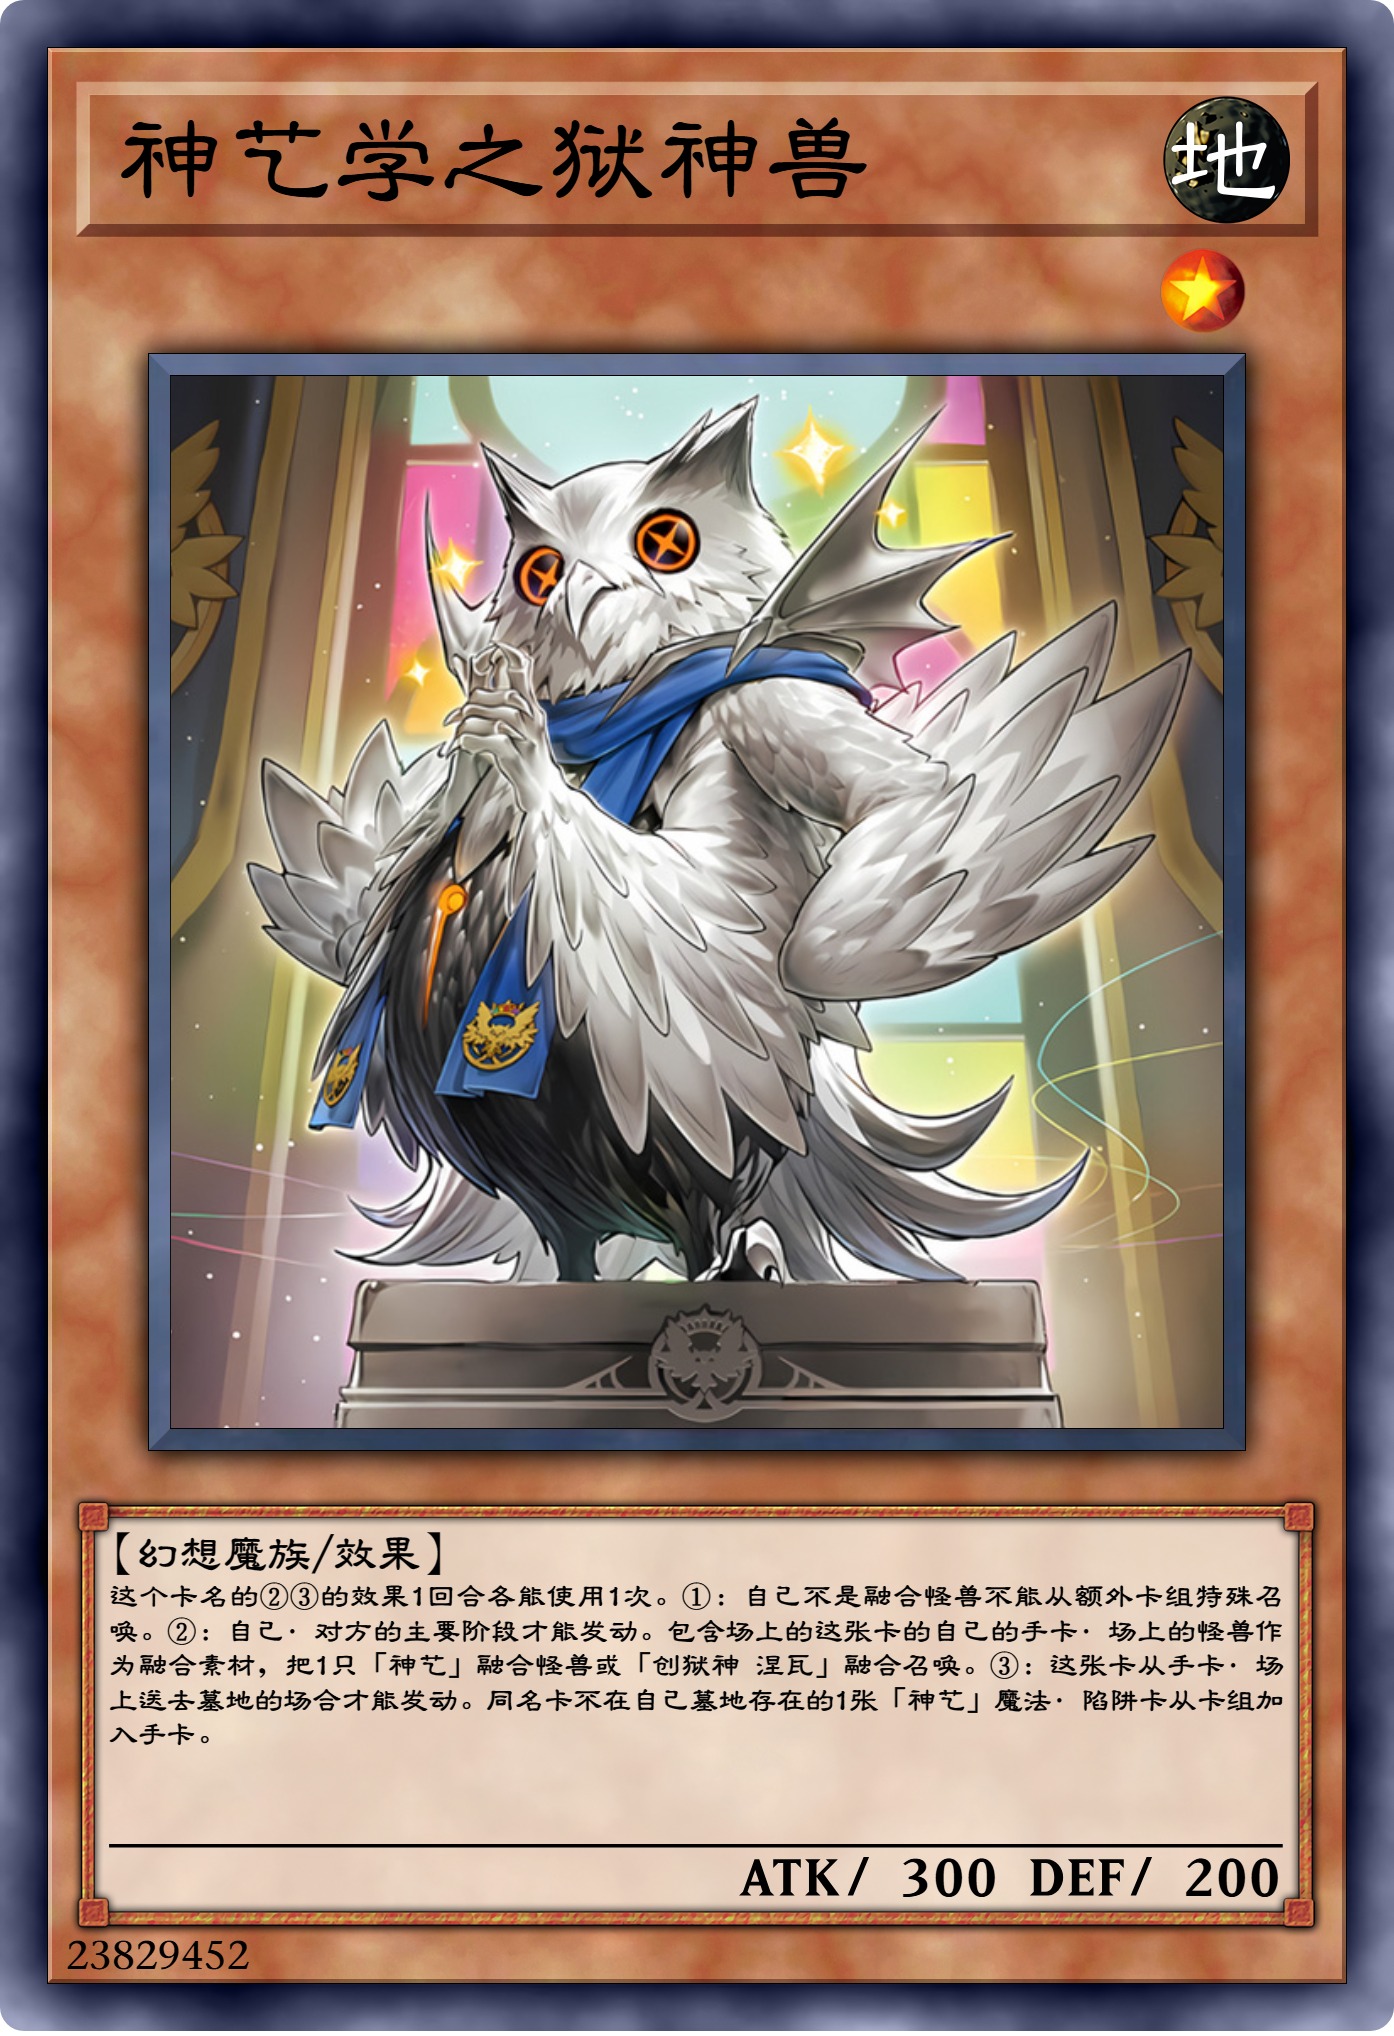 神艺学之狱神兽
地
【幻想魔族/效果】
这个卡名的②③的效果1回合各能使用1次。①：自己不是融合怪兽不能从额外卡组特殊召
唤。②：自己·对方的主要阶段才能发动。包含场上的这张卡的自己的手卡·场上的怪兽作
为融合素材，把1只「神艺」融合怪兽或「创狱神 涅瓦」融合召唤。③：这张卡从手卡·场
上送去墓地的场合才能发动。同名卡不在自己墓地存在的1张「神艺」魔法·陷阱卡从卡组加
入手卡。
ATK/ 300 DEF/ 200
23829452